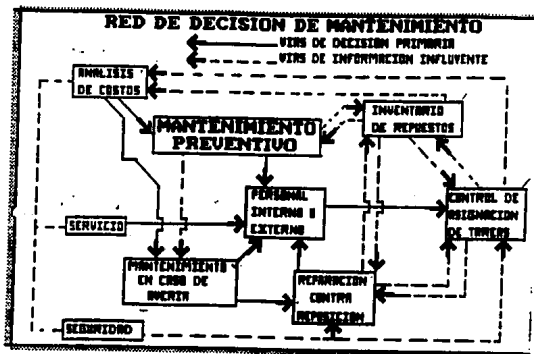 RED DE DECISION DE MANTENIMIENTO
VIAS DE DECISIÓN PRIMARIA
VIAS DE INFORMACION INFLUYENTE
ANALISIS
DE COSTOS
INVENTARIO
DE REPUESTOS
MANTENIMIENTO
PREVENTIVO
PERSONAL
INTERNO O
EXTERNO
CONTROL DE
ASIGNACION
DE TAREAS
SERVICIO
MANTENIMIENTO
EN CASO DE
AVERIA
REPARACION
CONTRA
REPOSICION
SEGURIDAD